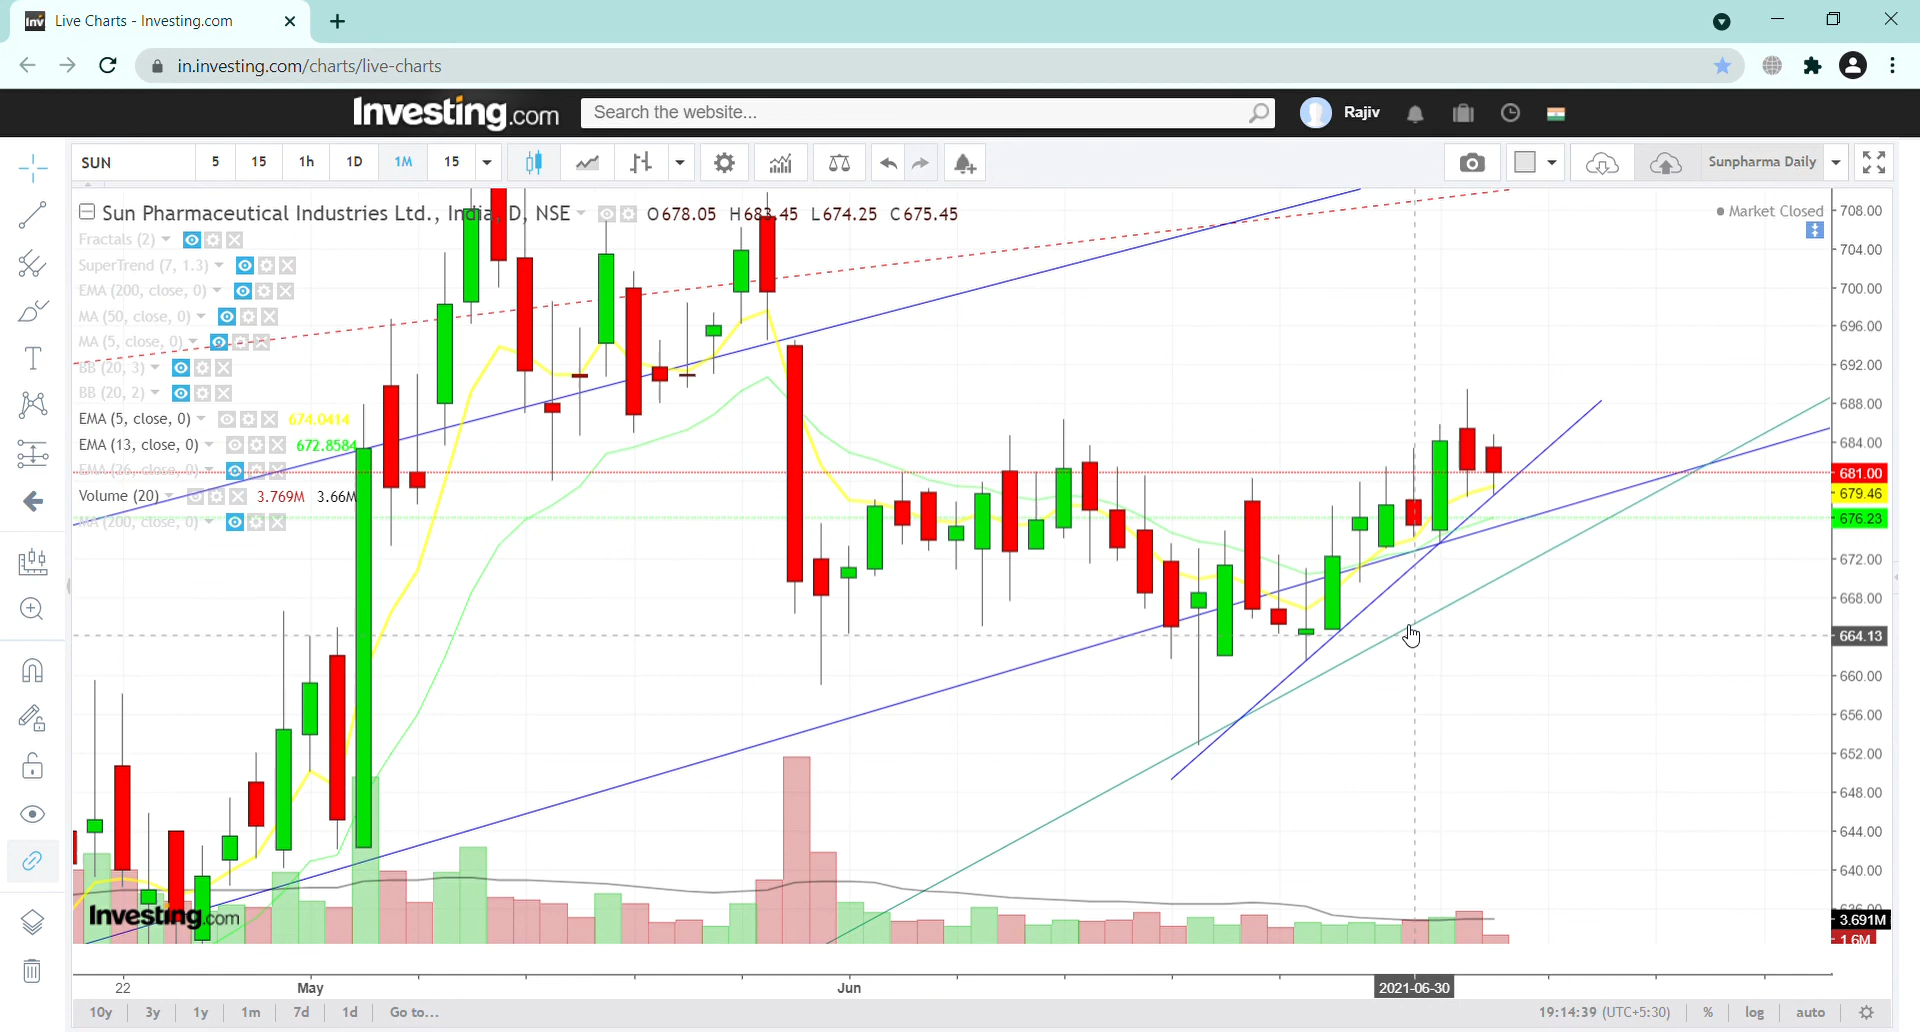 Inv Live Charts - Investing.com
in.investing.com/charts/live-charts
Investing.com Search the website... Rajiv
SUN 5 15 1h 1D 1M 15 Sunpharma Daily
Sun Pharmaceutical Industries Ltd., India, D, NSE O678.05 H683.45 L674.25 C675.45
Market Closed
Fractals (2)
SuperTrend (7, 1.3)
EMA (200, close, 0)
MA (50, close, 0)
MA (5, close, 0)
BB (20, 3)
BB (20, 2)
EMA (5, close, 0) 674.0414
EMA (13, close, 0) 672.8584
EMA (26, close, 0)
Volume (20) 3.769M 3.66M
MA (200, close, 0)
708.00
704.00
700.00
696.00
692.00
688.00
684.00
681.00
679.46
676.23
672.00
668.00
664.13
660.00
656.00
652.00
648.00
644.00
640.00
636.00
3.691M
1.6M
Investing.com
22 May Jun 2021-06-30
10y 3y 1y 1m 7d 1d Go to... 19:14:39 (UTC+5:30) % log auto